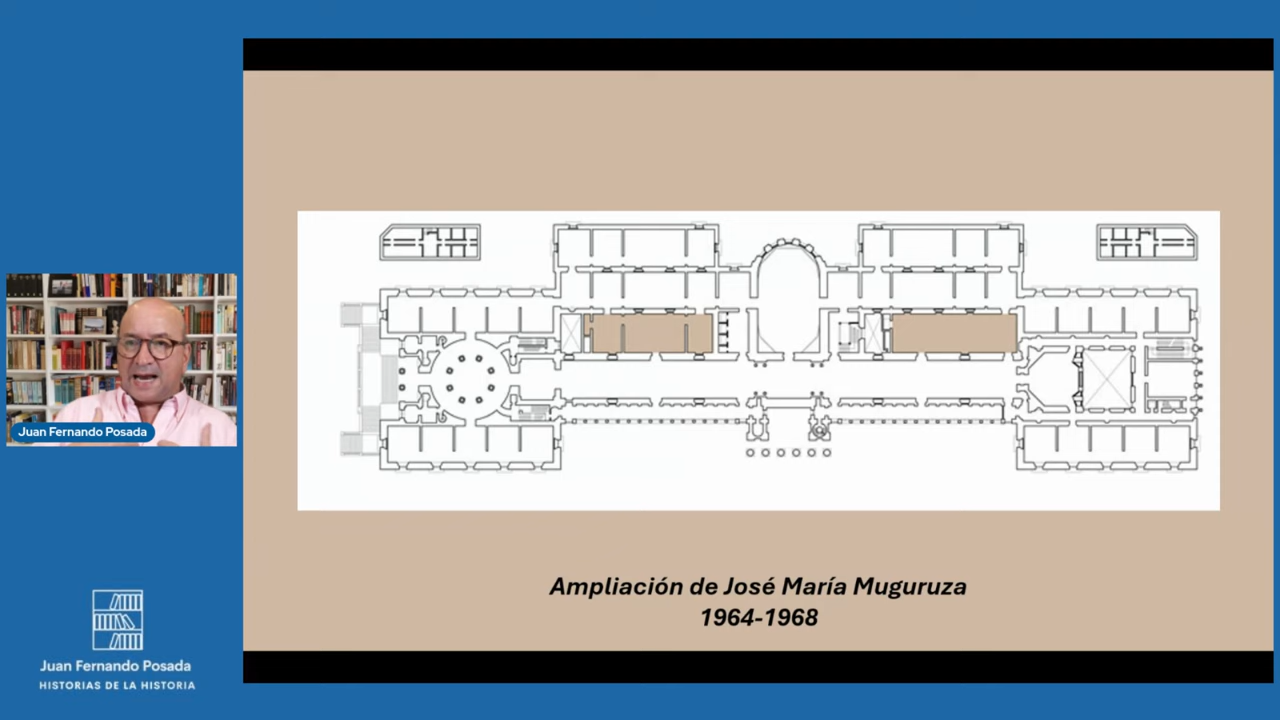 Ampliación de José María Muguruza
1964-1968
Juan Fernando Posada
Juan Fernando Posada
HISTORIAS DE LA HISTORIA